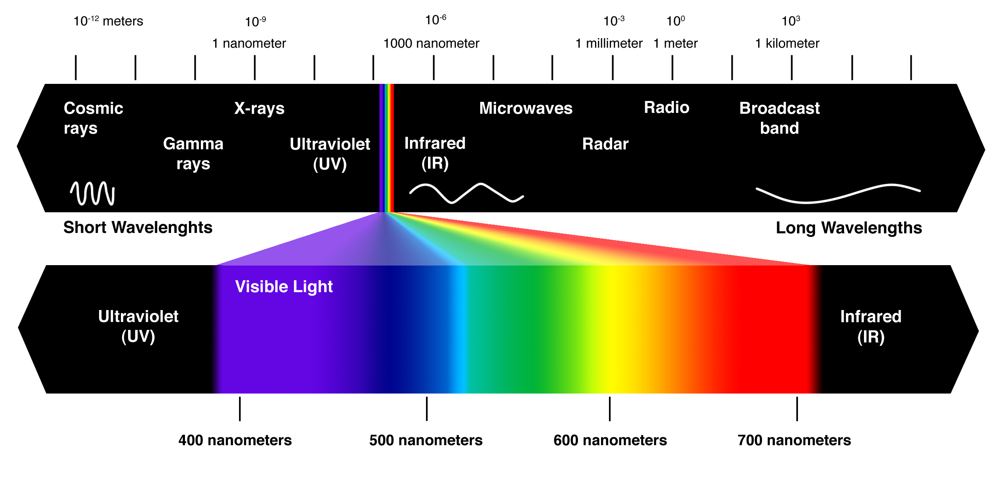 10⁻¹² meters
10⁻⁹
10⁻⁶
10⁻³
10⁰
10³
1 nanometer
1000 nanometer
1 millimeter
1 meter
1 kilometer
Cosmic
rays
Gamma
rays
X-rays
Ultraviolet
(UV)
Infrared
(IR)
Microwaves
Radar
Radio
Broadcast
band
Short Wavelenghts
Long Wavelengths
Visible Light
Ultraviolet
(UV)
Infrared
(IR)
400 nanometers
500 nanometers
600 nanometers
700 nanometers